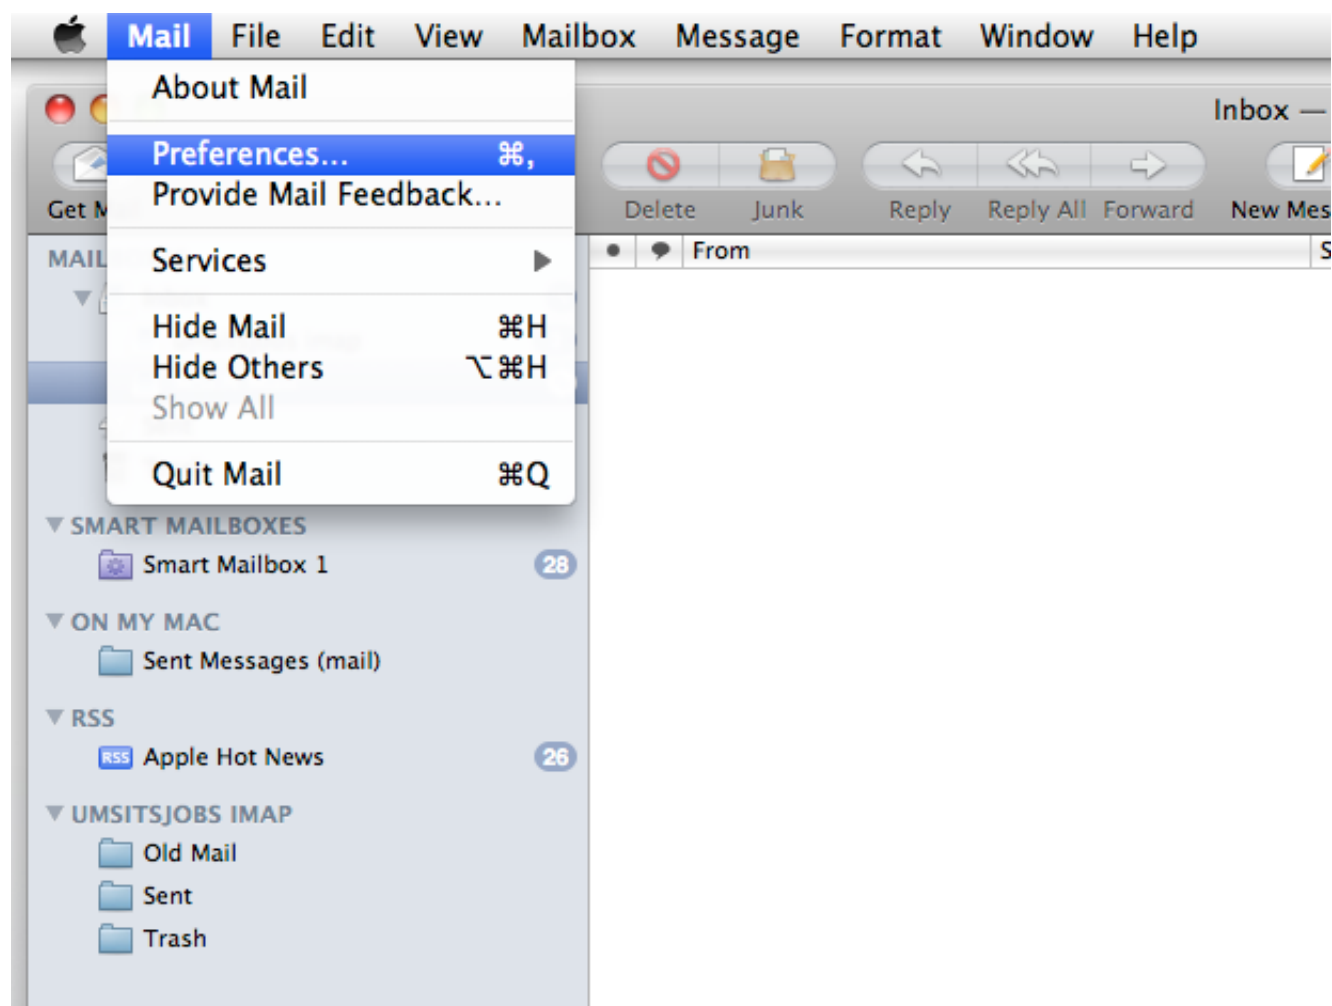 Mail File Edit View Mailbox Message Format Window Help
Inbox —
About Mail
Preferences... ⌘,
Provide Mail Feedback...
Services
Hide Mail ⌘H
Hide Others ⌥⌘H
Show All
Quit Mail ⌘Q
Get
Delete Junk Reply Reply All Forward New
From
SMART MAILBOXES
Smart Mailbox 1 28
ON MY MAC
Sent Messages (mail)
RSS
RSS Apple Hot News 26
UMSITSJOBS IMAP
Old Mail
Sent
Trash